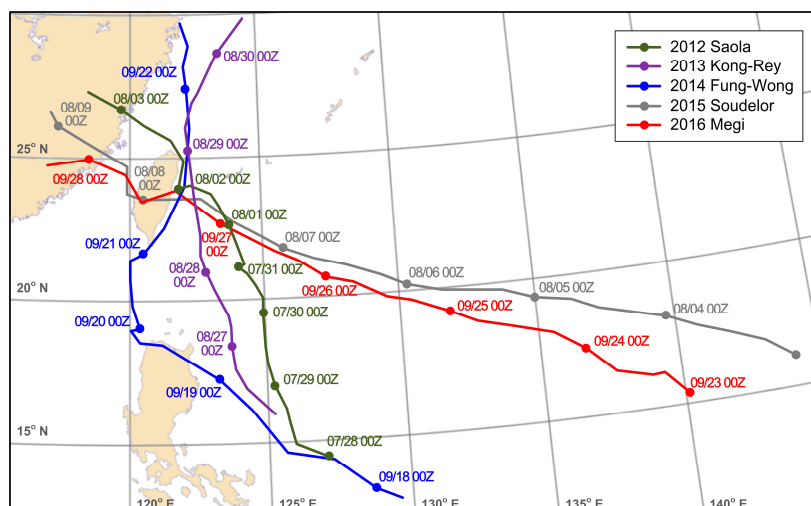 2012 Saola
2013 Kong-Rey
2014 Fung-Wong
2015 Soudelor
2016 Megi
08/30 00Z
09/22 00Z
08/03 00Z
08/09
00Z
25° N
08/29 00Z
09/28 00Z
08/08
00Z
08/02 00Z
08/01 00Z
09/27
00Z
09/21 00Z
08/07 00Z
08/28
00Z
07/31 00Z
08/06 00Z
09/26 00Z
08/05 00Z
20° N
07/30 00Z
09/25 00Z
08/04 00Z
09/20 00Z
08/27
00Z
09/24 00Z
09/19 00Z
07/29 00Z
09/23 00Z
15° N
07/28 00Z
09/18 00Z
120° E
125° E
130° E
135° E
140° E